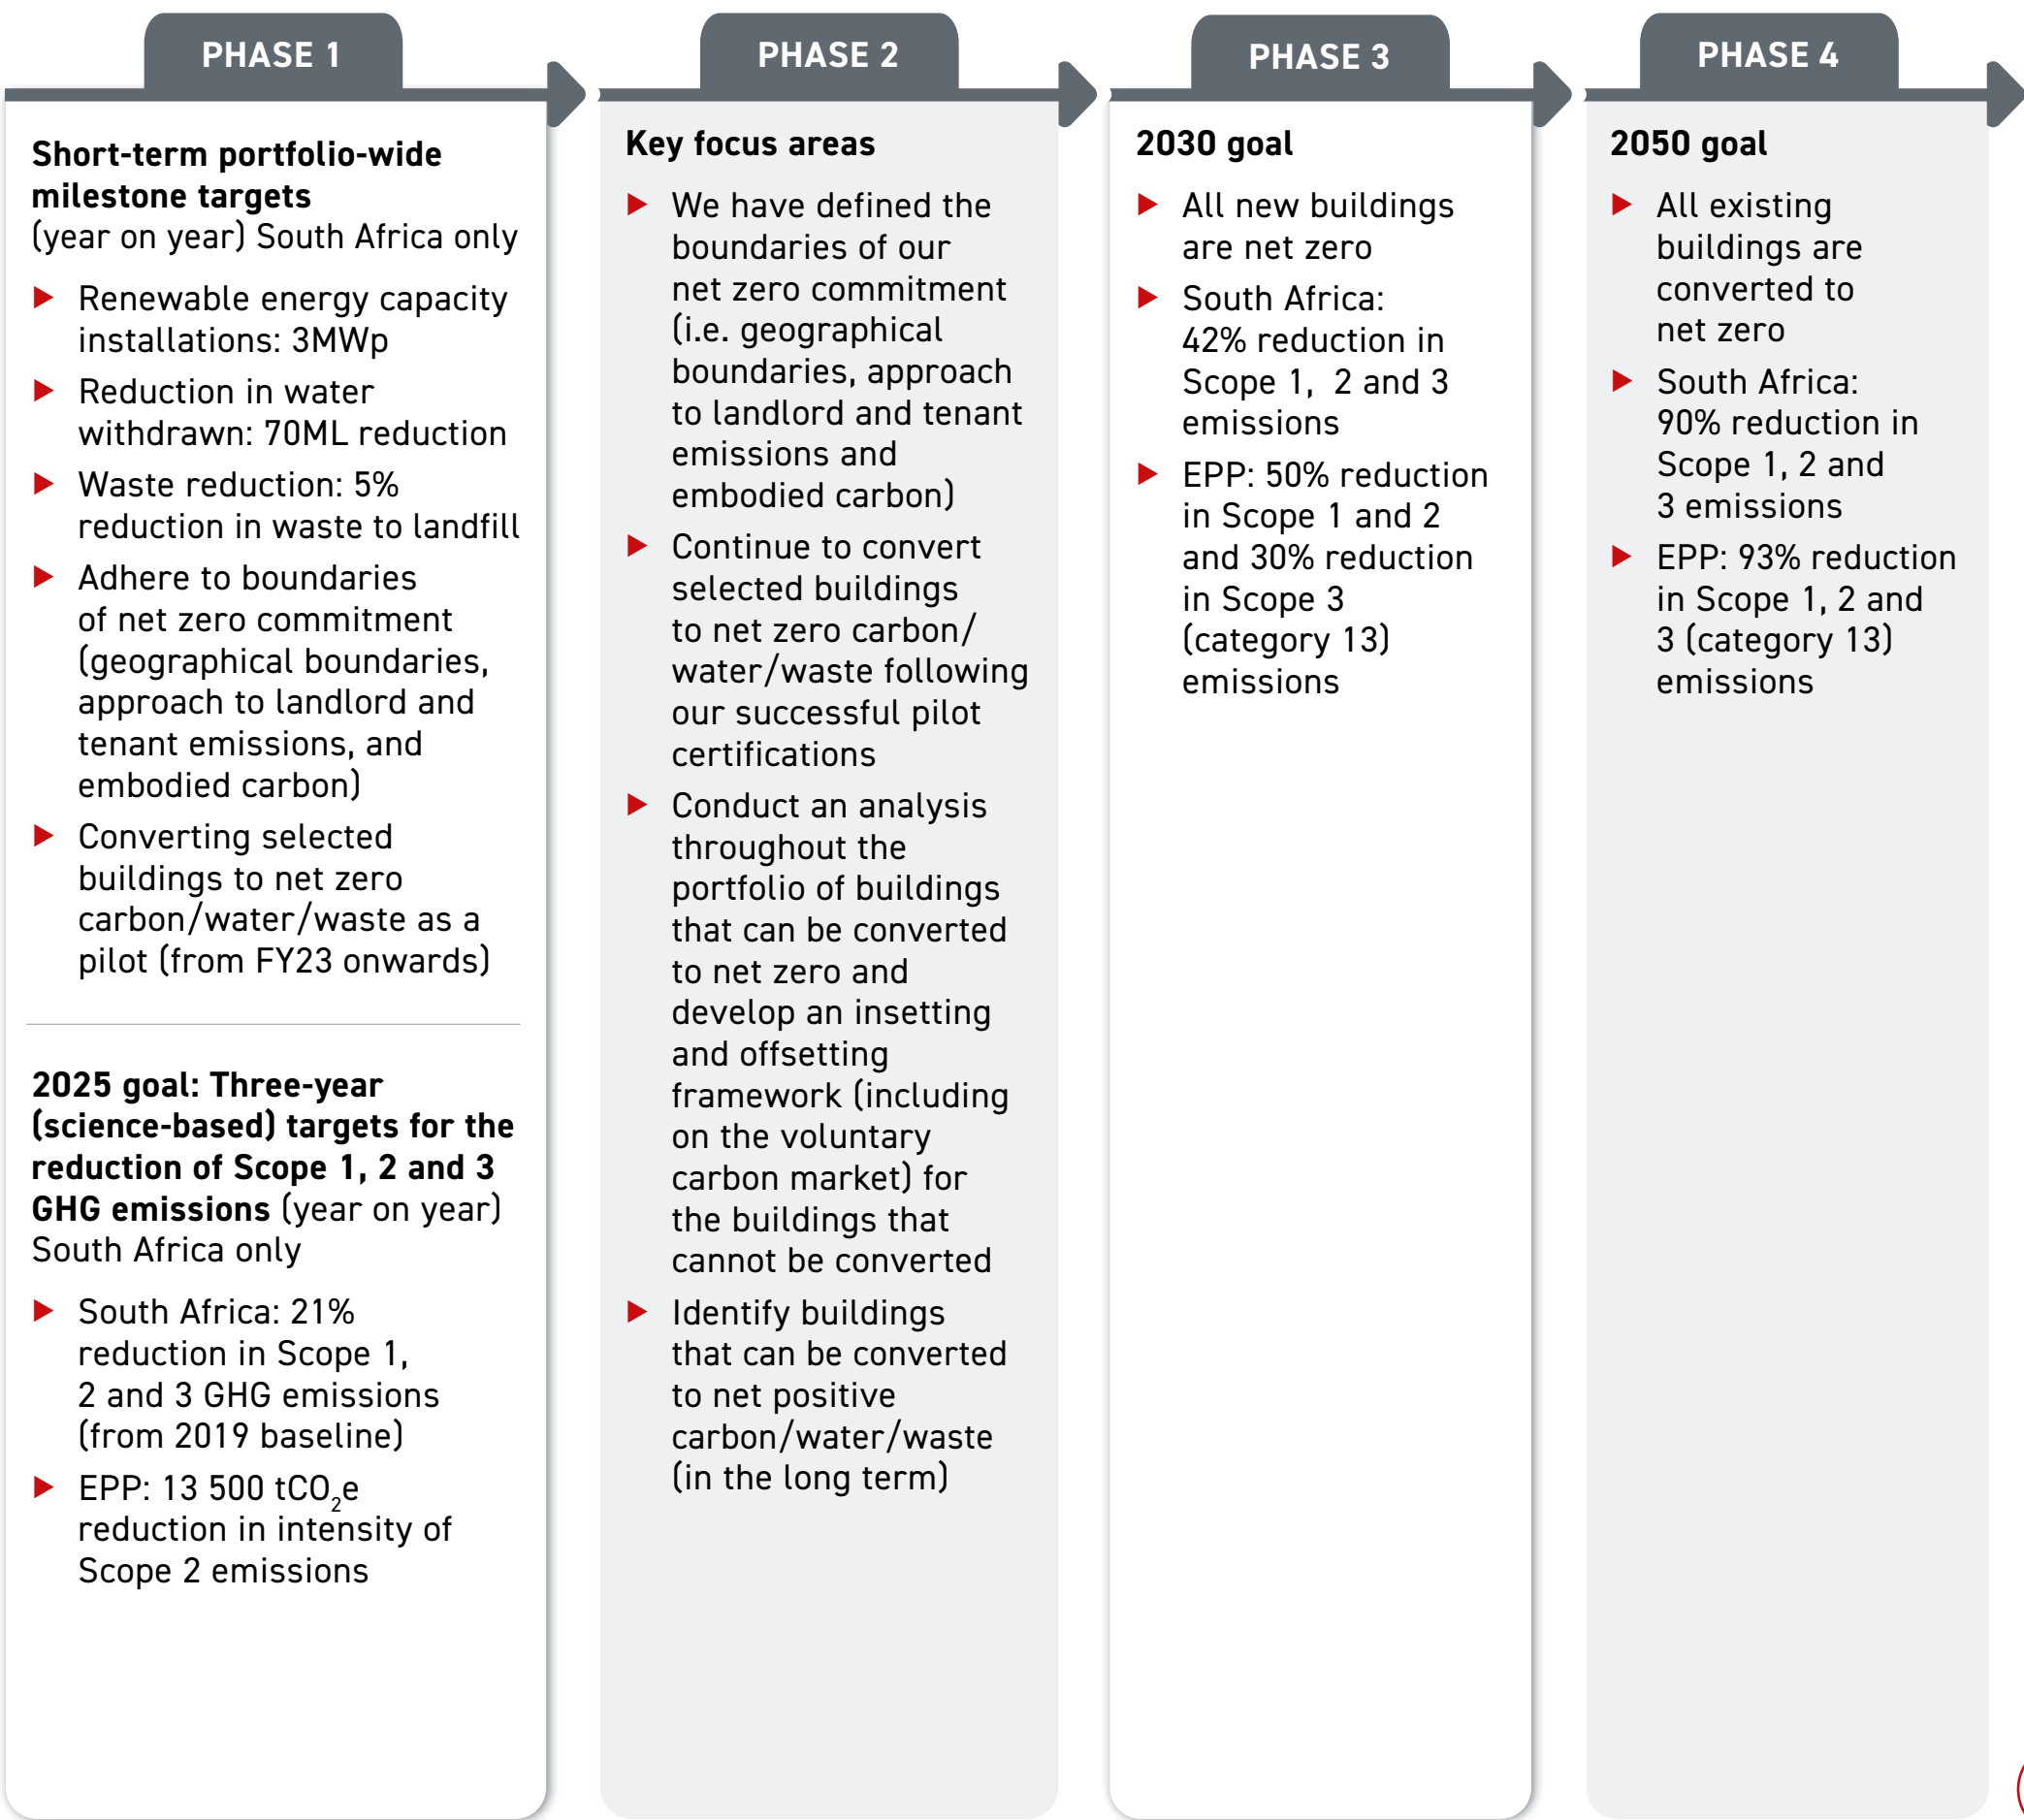 PHASE 1
Short-term portfolio-wide
milestone targets
(year on year) South Africa only
Renewable energy capacity
installations: 3MWp
Reduction in water
withdrawn: 70ML reduction
Waste reduction: 5%
reduction in waste to landfill
Adhere to boundaries
of net zero commitment
(geographical boundaries,
approach to landlord and
tenant emissions, and
embodied carbon)
Converting selected
buildings to net zero
carbon/water/waste as a
pilot (from FY23 onwards)
2025 goal: Three-year
(science-based) targets for the
reduction of Scope 1, 2 and 3
GHG emissions (year on year)
South Africa only
South Africa: 21%
reduction in Scope 1,
2 and 3 GHG emissions
(from 2019 baseline)
EPP: 13 500 tCO₂e
reduction in intensity of
Scope 2 emissions
PHASE 2
Key focus areas
We have defined the
boundaries of our
net zero commitment
(i.e. geographical
boundaries, approach
to landlord and tenant
emissions and
embodied carbon)
Continue to convert
selected buildings
to net zero carbon/
water/waste following
our successful pilot
certifications
Conduct an analysis
throughout the
portfolio of buildings
that can be converted
to net zero and
develop an insetting
and offsetting
framework (including
on the voluntary
carbon market) for
the buildings that
cannot be converted
Identify buildings
that can be converted
to net positive
carbon/water/waste
(in the long term)
PHASE 3
2030 goal
All new buildings
are net zero
South Africa:
42% reduction in
Scope 1, 2 and 3
emissions
EPP: 50% reduction
in Scope 1 and 2
and 30% reduction
in Scope 3
(category 13)
emissions
PHASE 4
2050 goal
All existing
buildings are
converted to
net zero
South Africa:
90% reduction in
Scope 1, 2 and
3 emissions
EPP: 93% reduction
in Scope 1, 2 and
3 (category 13)
emissions